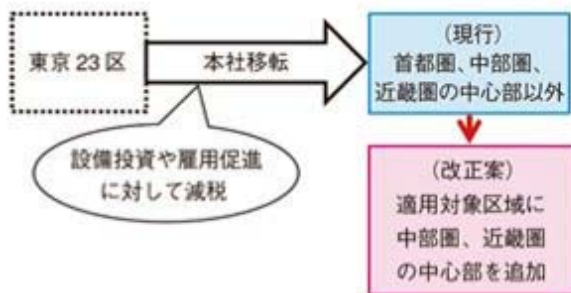 東京23区
本社移転
設備投資や雇用促進
に対して減税
（現行）
首都圏、中部圏、
近畿圏の中心部以外
（改正案）
適用対象区域に
中部圏、近畿圏
の中心部を追加